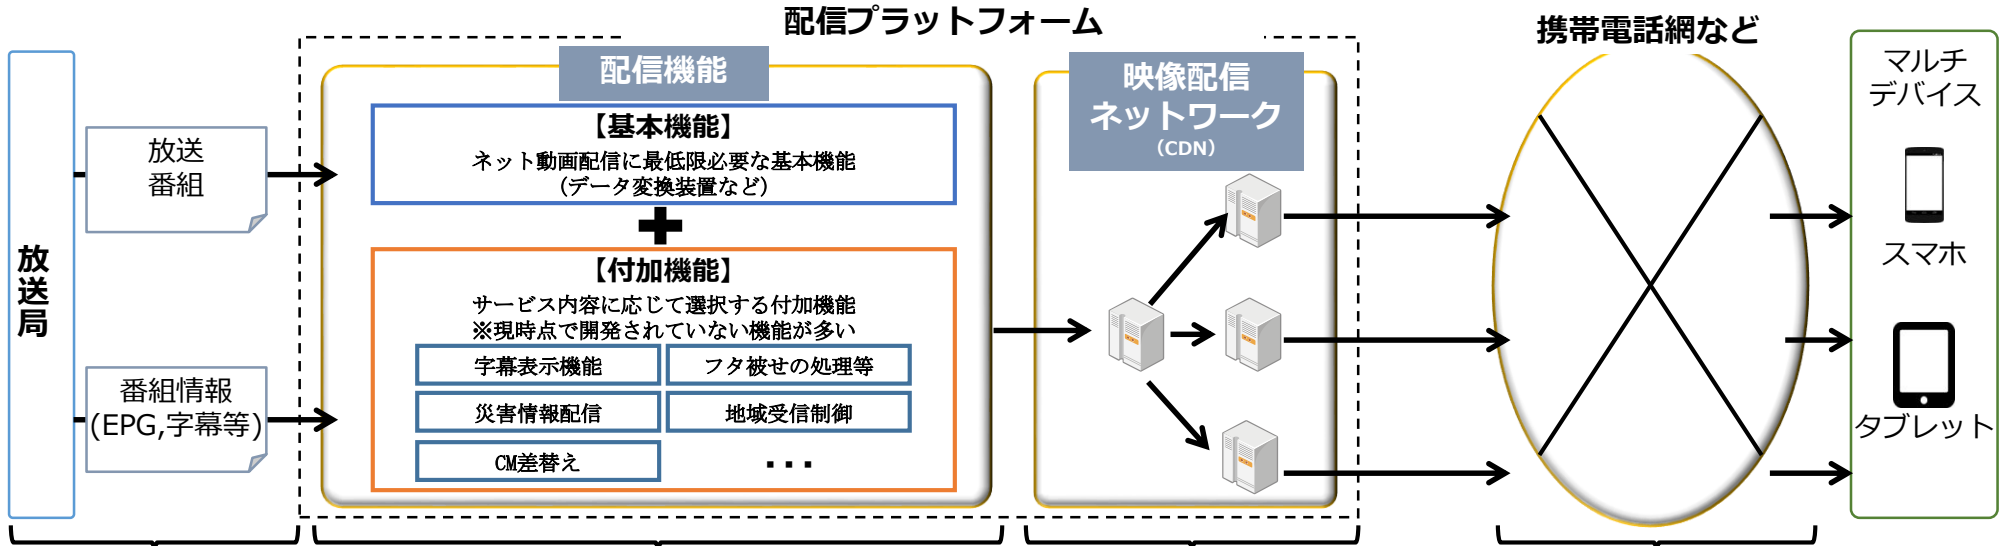 配信プラットフォーム
携帯電話網など
放送局
放送
番組
番組情報
(EPG,字幕等)
配信機能
【基本機能】
ネット動画配信に最低限必要な基本機能
(データ変換装置など)
【付加機能】
サービス内容に応じて選択する付加機能
※現時点で開発されていない機能が多い
字幕表示機能
フタ被せの処理等
災害情報配信
地域受信制御
CM差替え
・・・
映像配信
ネットワーク
（CDN）
マルチ
デバイス
スマホ
タブレット